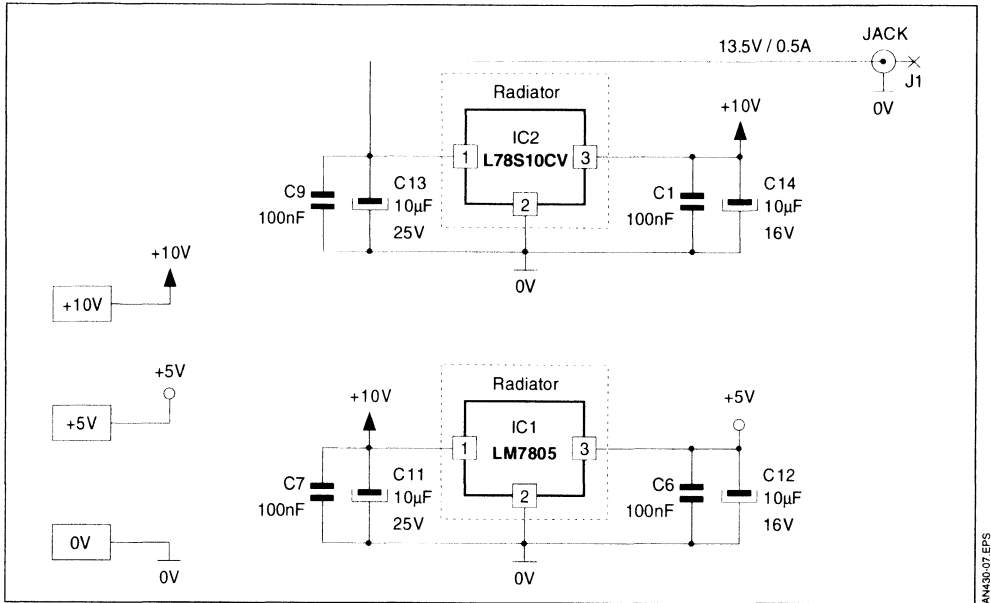 JACK
13.5V / 0.5A
J1
0V
Radiator
+10V
IC2
L78S10CV
1
3
2
C9
100nF
C13
10µF
25V
C1
100nF
C14
10µF
16V
0V
+10V
+10V
+5V
+5V
0V
0V
Radiator
+10V
+5V
IC1
LM7805
1
3
2
C7
100nF
C11
10µF
25V
C6
100nF
C12
10µF
16V
0V
AN430-07.EPS